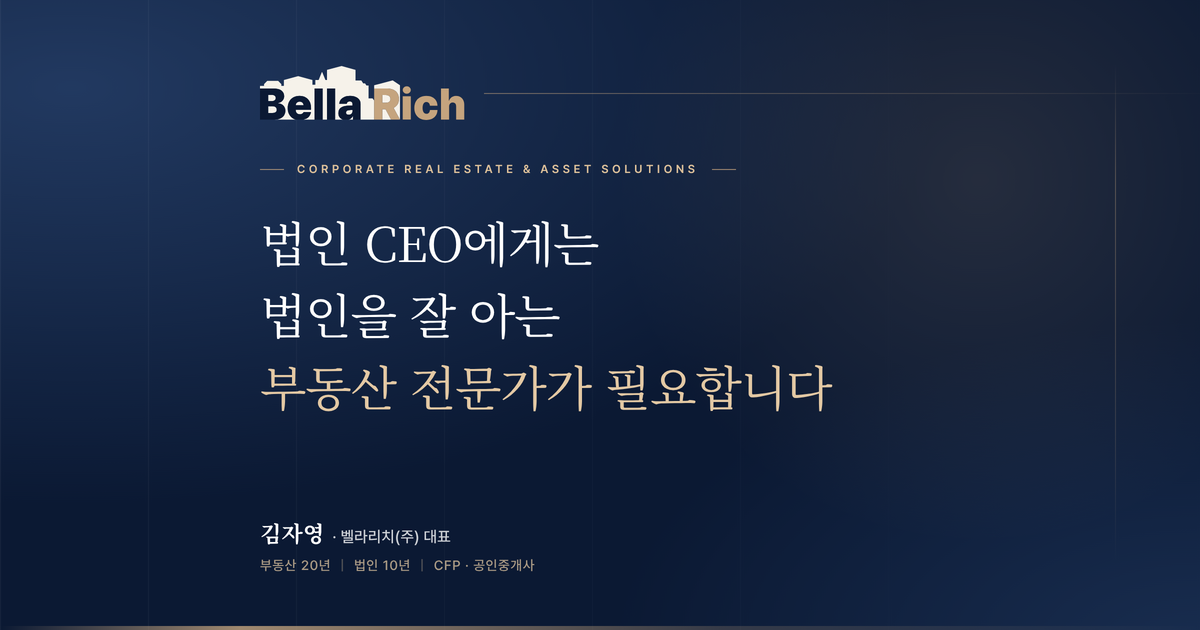 Bella Rich
CORPORATE REAL ESTATE & ASSET SOLUTIONS
법인 CEO에게는
법인을 잘 아는
부동산 전문가가 필요합니다
김자영 · 벨라리치(주) 대표
부동산 20년 | 법인 10년 | CFP · 공인중개사